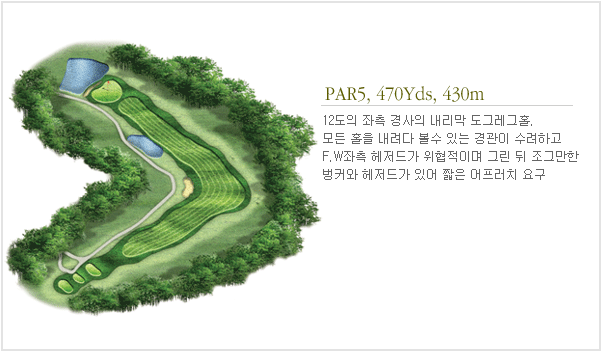 PAR5, 470Yds, 430m
12도의 좌측 경사의 내리막 도그레그홀.
모든 홀을 내려다 볼수 있는 경관이 수려하고
F.W좌측 헤저드가 위협적이며 그린 뒤 조그만한
벙커와 헤저드가 있어 짧은 어프러치 요구